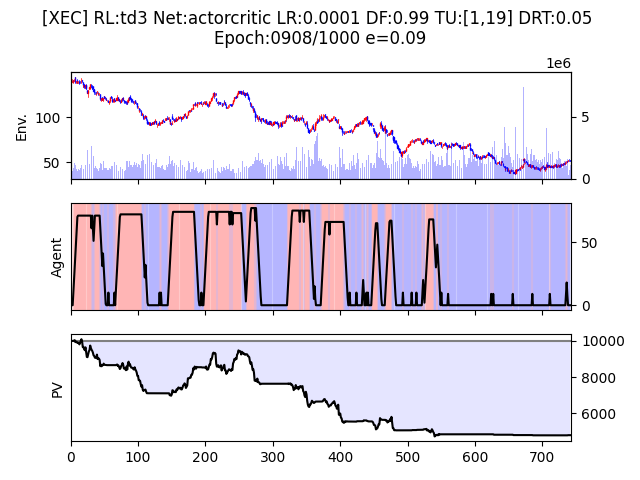 [XEC] RL:td3 Net:actorcritic LR:0.0001 DF:0.99 TU:[1,19] DRT:0.05
Epoch:0908/1000 e=0.09
1e6
Env.
100
50
5
0
Agent
50
0
PV
10000
8000
6000
0 100 200 300 400 500 600 700